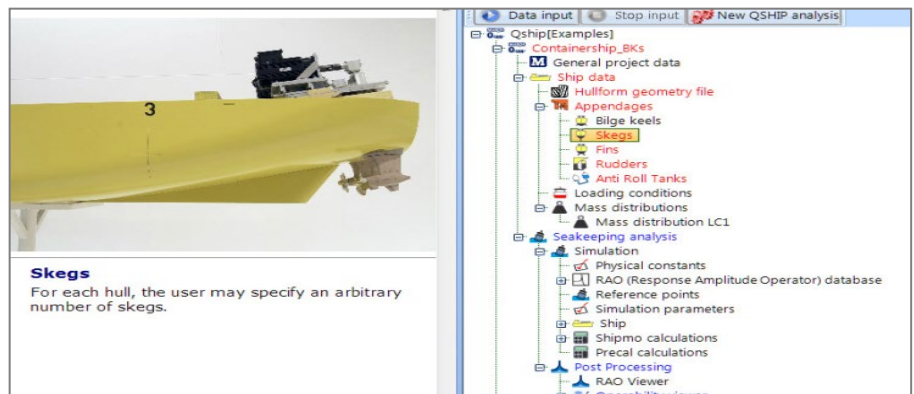 3
Skegs
For each hull, the user may specify an arbitrary
number of skegs.
Data input Stop input New QSHIP analysis
Qship[Examples]
Containership_BKs
M General project data
Ship data
Hullform geometry file
Appendages
Bilge keels
Skegs
Fins
Rudders
Anti Roll Tanks
Loading conditions
Mass distributions
Mass distribution LC1
Seakeeping analysis
Simulation
Physical constants
RAO (Response Amplitude Operator) database
Reference points
Simulation parameters
Ship
Shipmo calculations
Precal calculations
Post Processing
RAO Viewer